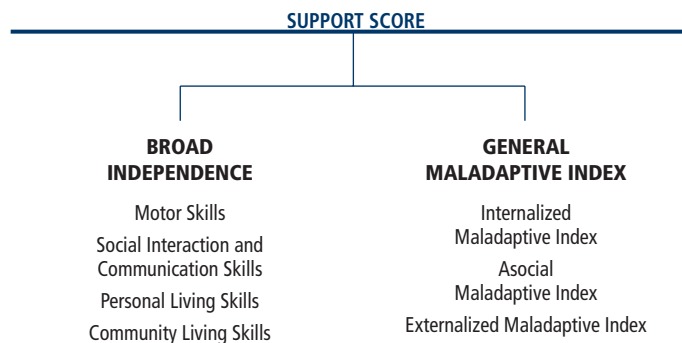 SUPPORT SCORE
BROAD
INDEPENDENCE
Motor Skills
Social Interaction and
Communication Skills
Personal Living Skills
Community Living Skills
GENERAL
MALADAPTIVE INDEX
Internalized
Maladaptive Index
Asocial
Maladaptive Index
Externalized Maladaptive Index